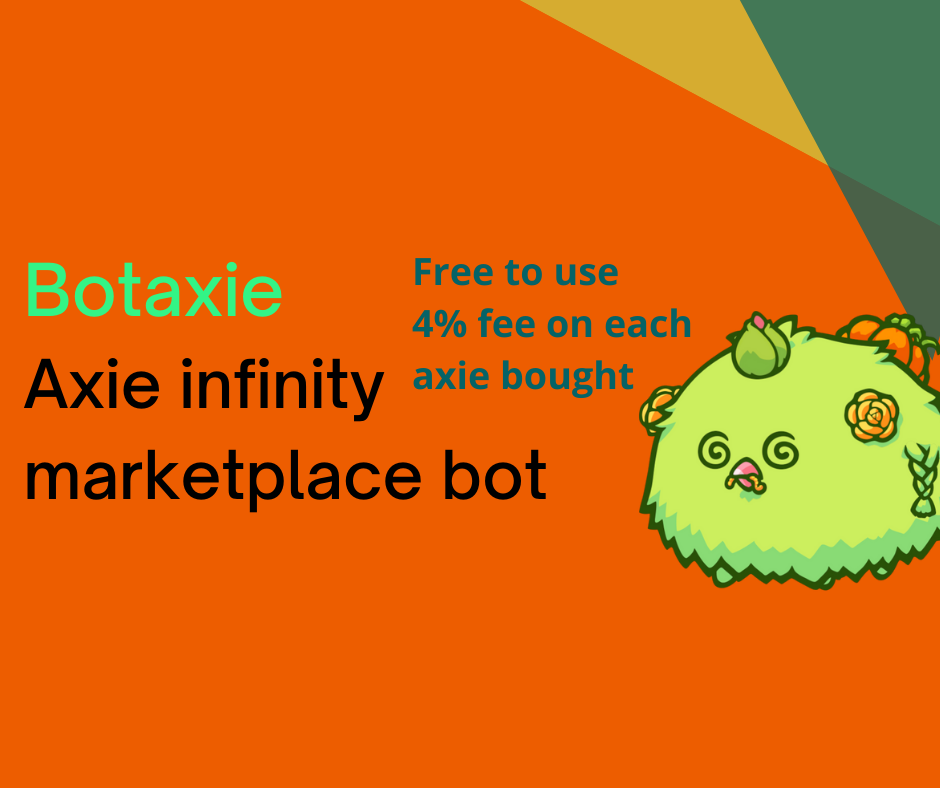 Botaxie
Axie infinity
marketplace bot
Free to use
4% fee on each
axie bought